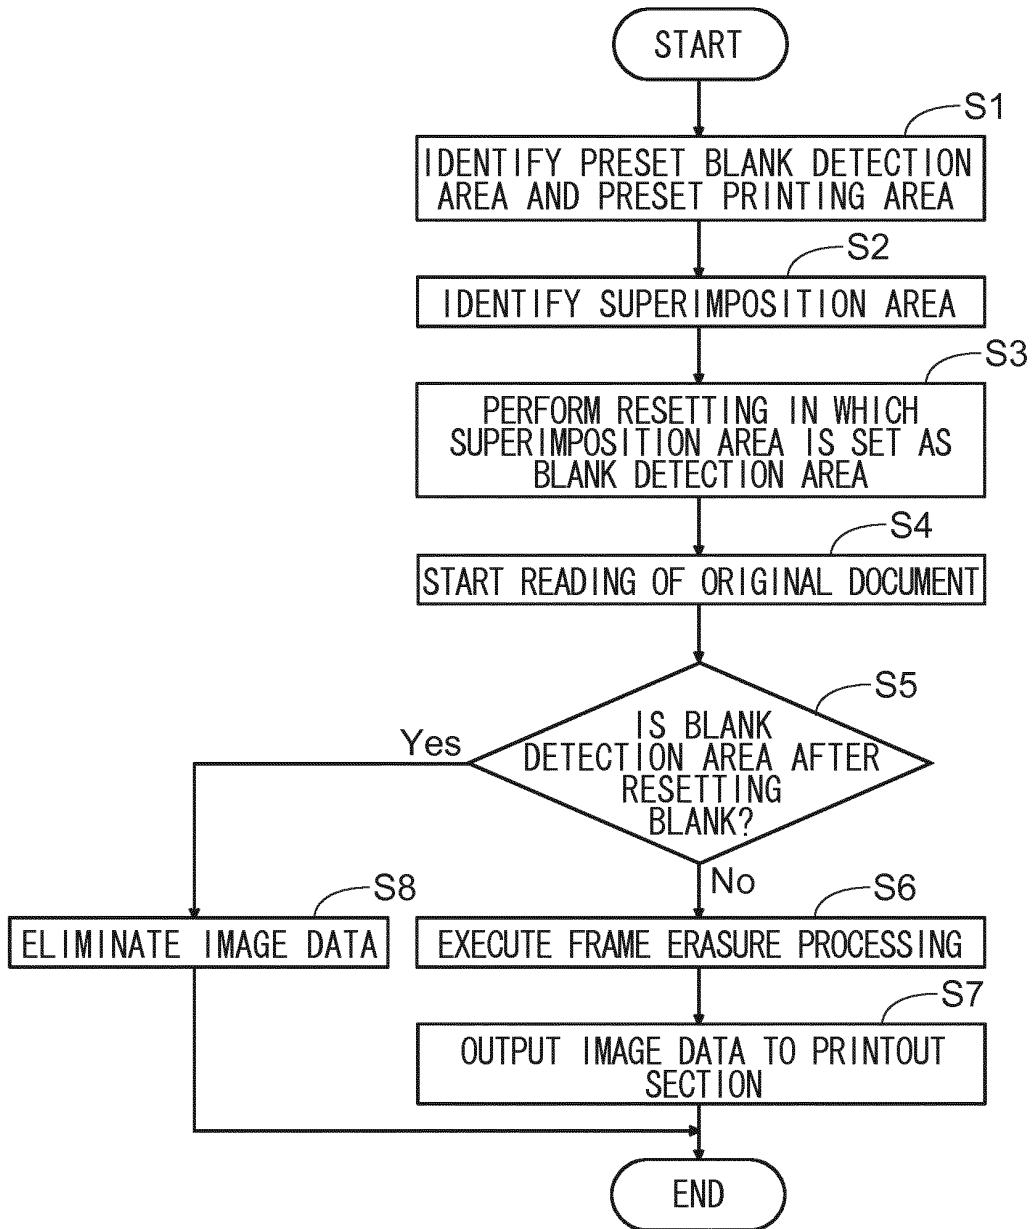 START
S1
IDENTIFY PRESET BLANK DETECTION
AREA AND PRESET PRINTING AREA
S2
IDENTIFY SUPERIMPOSITION AREA
S3
PERFORM RESETTING IN WHICH
SUPERIMPOSITION AREA IS SET AS
BLANK DETECTION AREA
S4
START READING OF ORIGINAL DOCUMENT
S5
IS BLANK
DETECTION AREA AFTER
RESETTING
BLANK?
Yes
No
S8
ELIMINATE IMAGE DATA
S6
EXECUTE FRAME ERASURE PROCESSING
S7
OUTPUT IMAGE DATA TO PRINTOUT
SECTION
END